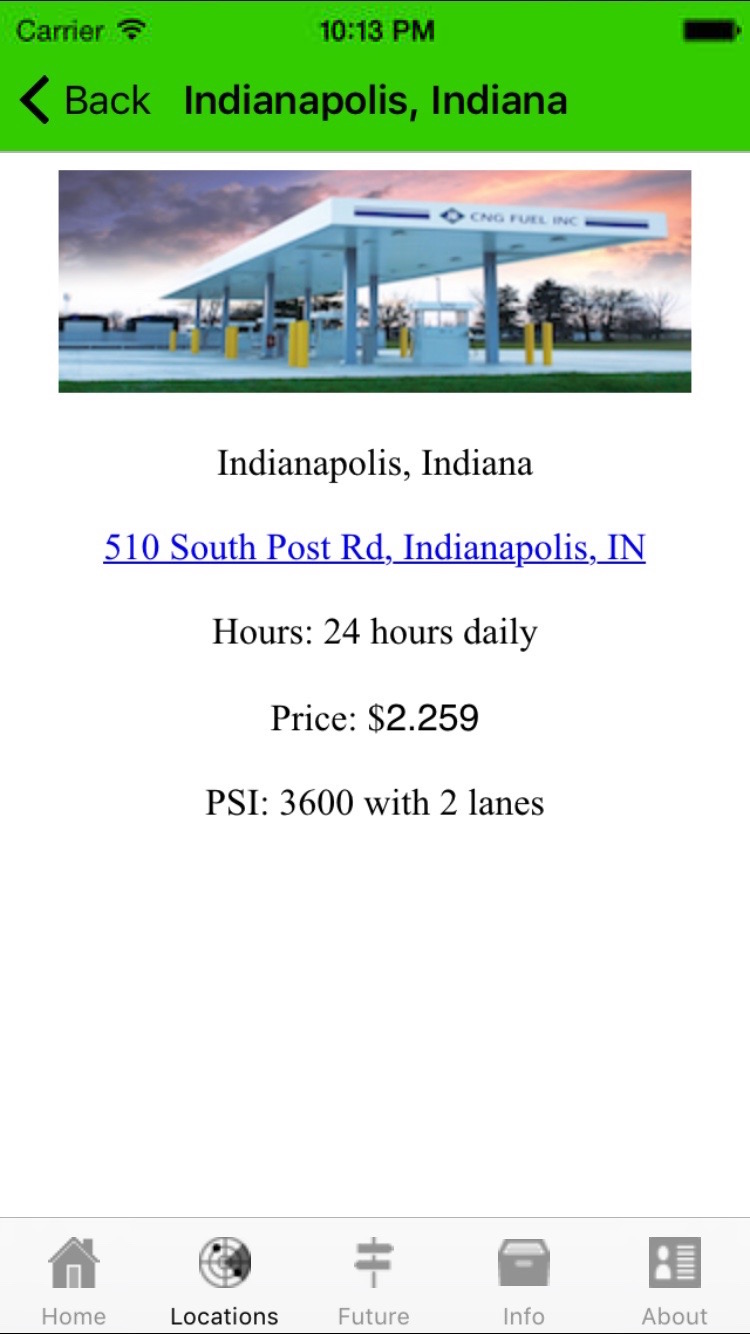 Carrier 10:13 PM
Back Indianapolis, Indiana
CNG FUEL INC
Indianapolis, Indiana
510 South Post Rd, Indianapolis, IN
Hours: 24 hours daily
Price: $2.259
PSI: 3600 with 2 lanes
Home Locations Future Info About